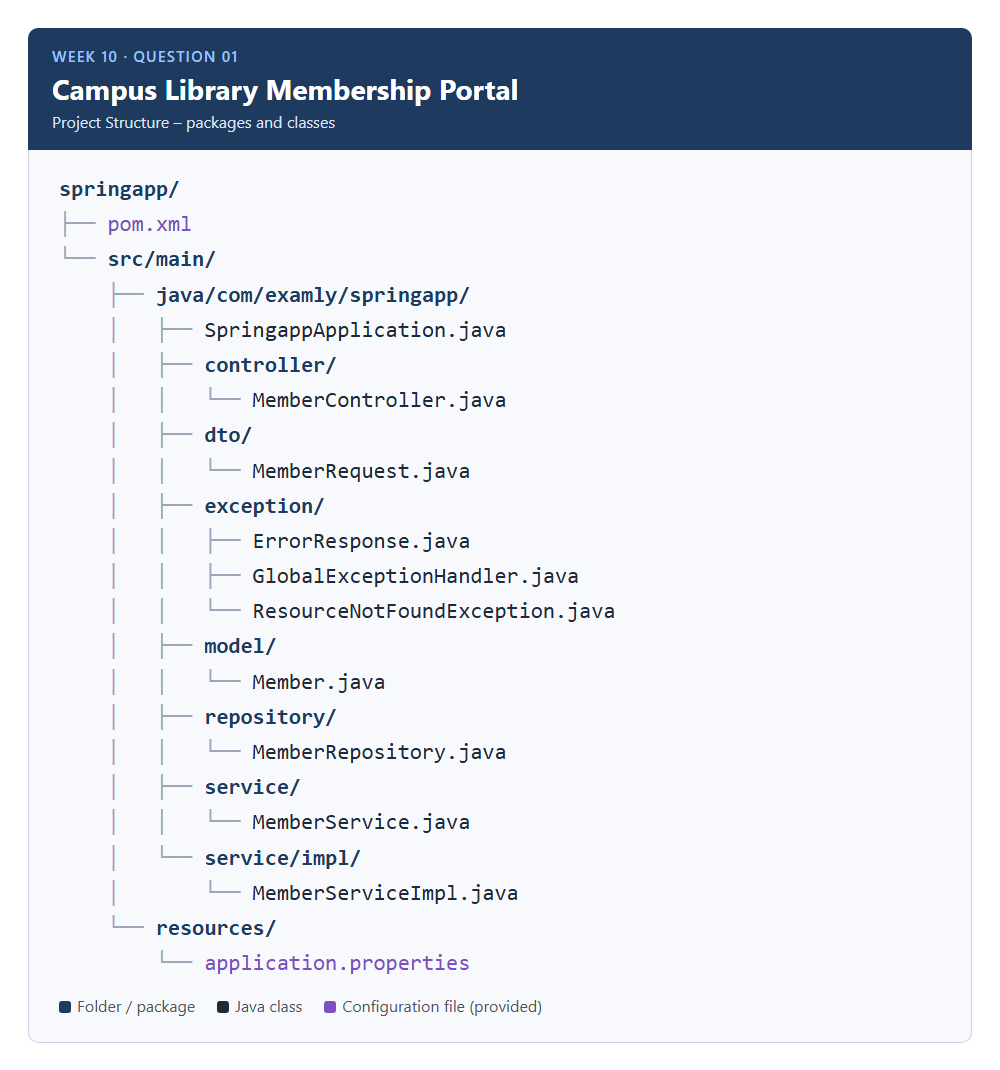 WEEK 10 · QUESTION 01
Campus Library Membership Portal
Project Structure – packages and classes
springapp/
├── pom.xml
└── src/main/
    ├── java/com/examly/springapp/
    │   ├── SpringappApplication.java
    │   ├── controller/
    │   │   └── MemberController.java
    │   ├── dto/
    │   │   └── MemberRequest.java
    │   ├── exception/
    │   │   ├── ErrorResponse.java
    │   │   ├── GlobalExceptionHandler.java
    │   │   └── ResourceNotFoundException.java
    │   ├── model/
    │   │   └── Member.java
    │   ├── repository/
    │   │   └── MemberRepository.java
    │   ├── service/
    │   │   └── MemberService.java
    │   └── service/impl/
    │       └── MemberServiceImpl.java
    └── resources/
        └── application.properties
Folder / package Java class Configuration file (provided)